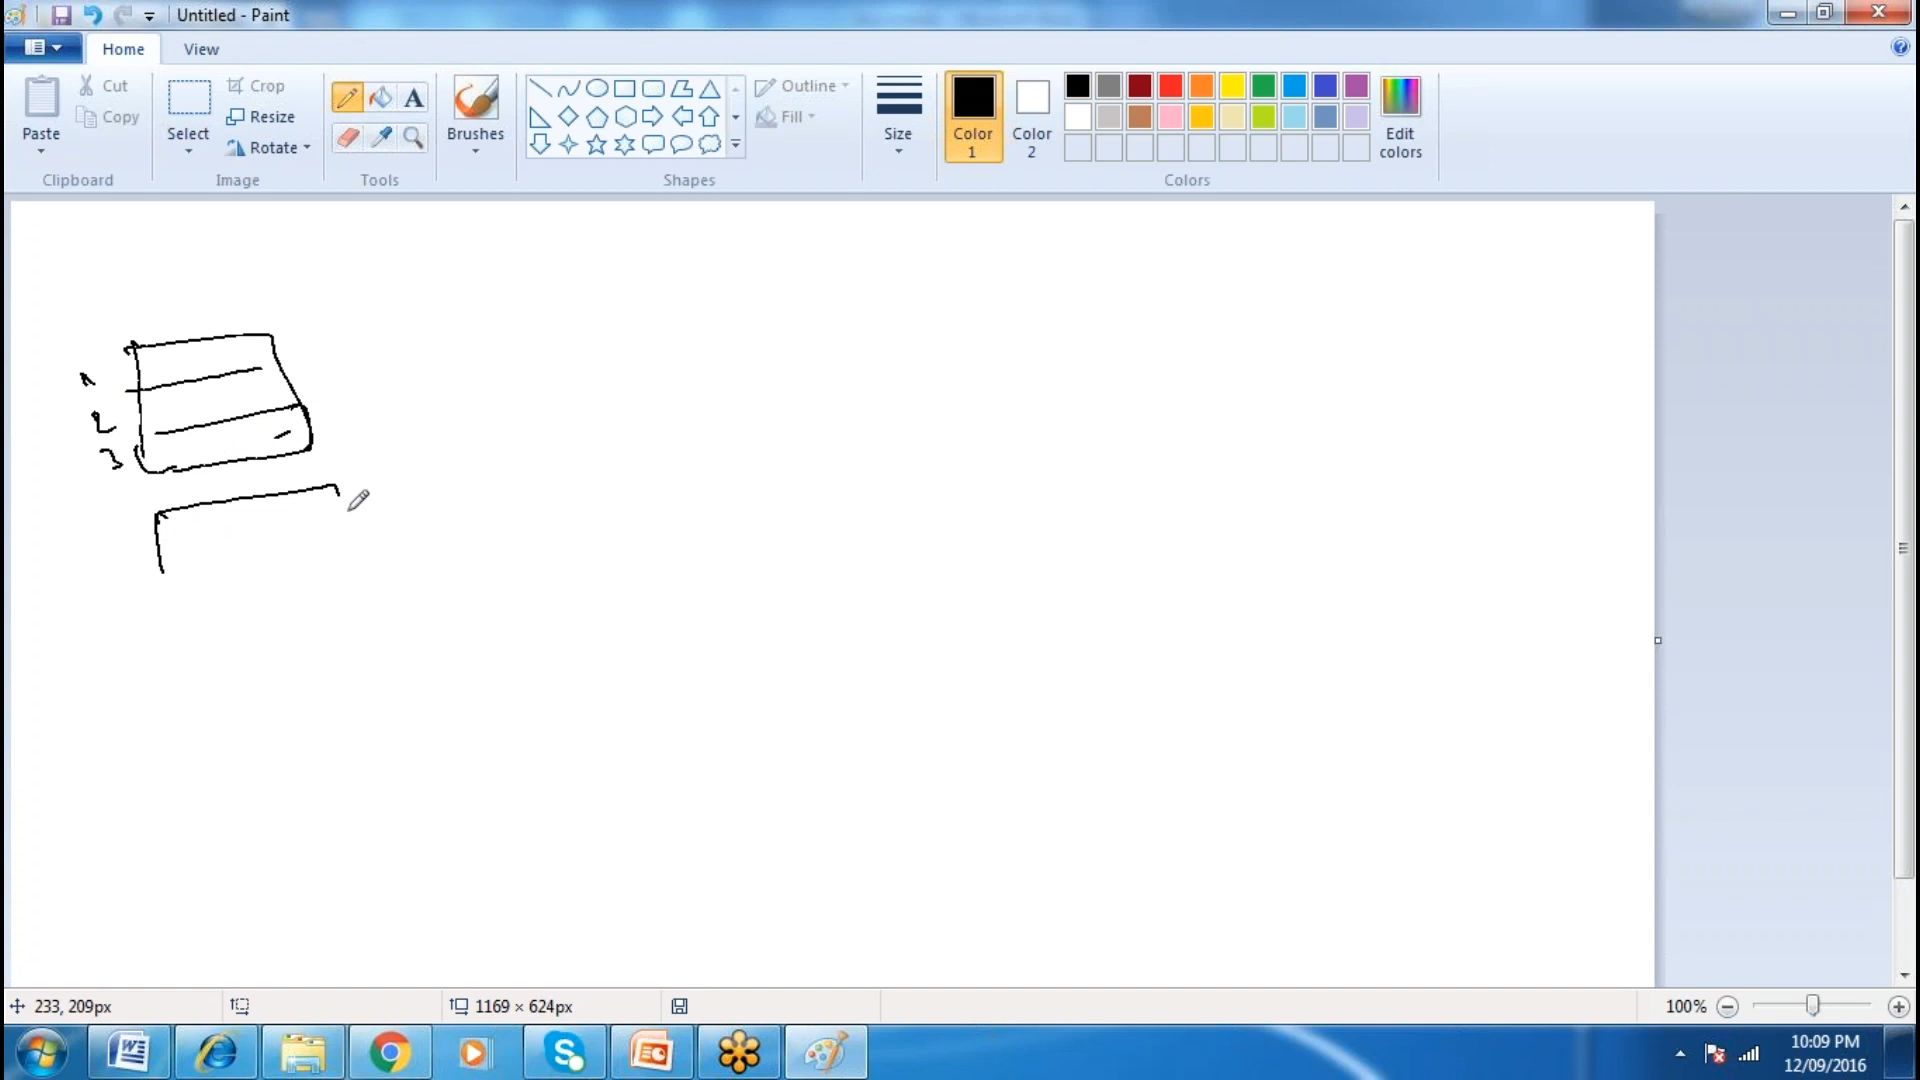 Untitled - Paint
Home View
Paste
Cut
Copy
Clipboard
Select
Crop
Resize
Rotate
Image
A
Tools
Brushes
Shapes
Outline
Fill
Size
Color 1
Color 2
Edit colors
Colors
1
2
3
233, 209px
1169 × 624px
100%
10:09 PM
12/09/2016